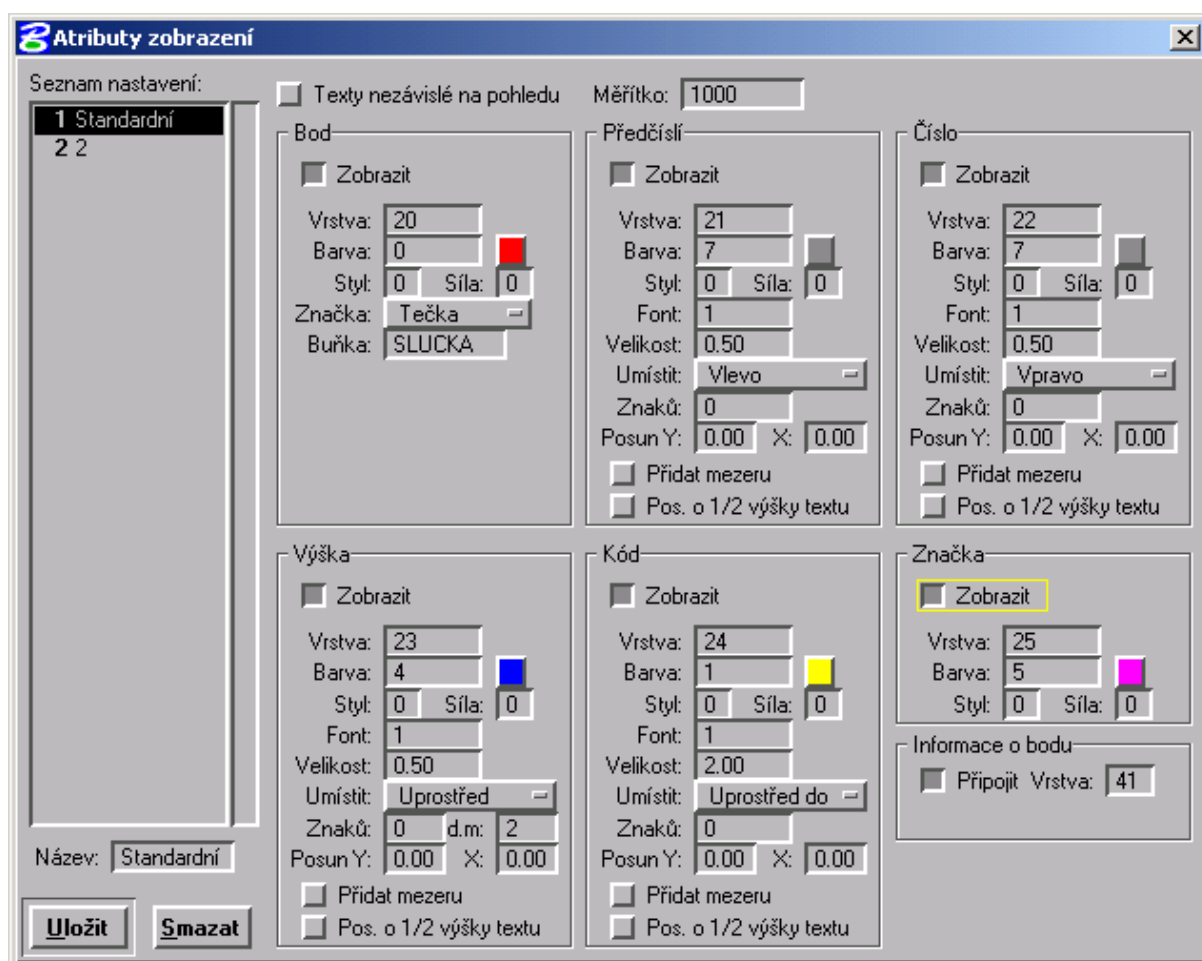 Atributy zobrazení
Seznam nastavení:
1 Standardní
2 2
Název: Standardní
Uložit Smazat
Texty nezávislé na pohledu Měřítko: 1000
Bod
Zobrazit
Vrstva: 20
Barva: 0
Styl: 0 Síla: 0
Značka: Tečka
Buňka: SLUCKA
Předčíslí
Zobrazit
Vrstva: 21
Barva: 7
Styl: 0 Síla: 0
Font: 1
Velikost: 0.50
Umístit: Vlevo
Znaků: 0
Posun Y: 0.00 X: 0.00
Přidat mezeru
Pos. o 1/2 výšky textu
Číslo
Zobrazit
Vrstva: 22
Barva: 7
Styl: 0 Síla: 0
Font: 1
Velikost: 0.50
Umístit: Vpravo
Znaků: 0
Posun Y: 0.00 X: 0.00
Přidat mezeru
Pos. o 1/2 výšky textu
Výška
Zobrazit
Vrstva: 23
Barva: 4
Styl: 0 Síla: 0
Font: 1
Velikost: 0.50
Umístit: Uprostřed
Znaků: 0 d.m: 2
Posun Y: 0.00 X: 0.00
Přidat mezeru
Pos. o 1/2 výšky textu
Kód
Zobrazit
Vrstva: 24
Barva: 1
Styl: 0 Síla: 0
Font: 1
Velikost: 2.00
Umístit: Uprostřed do
Znaků: 0
Posun Y: 0.00 X: 0.00
Přidat mezeru
Pos. o 1/2 výšky textu
Značka
Zobrazit
Vrstva: 25
Barva: 5
Styl: 0 Síla: 0
Informace o bodu
Připojit Vrstva: 41